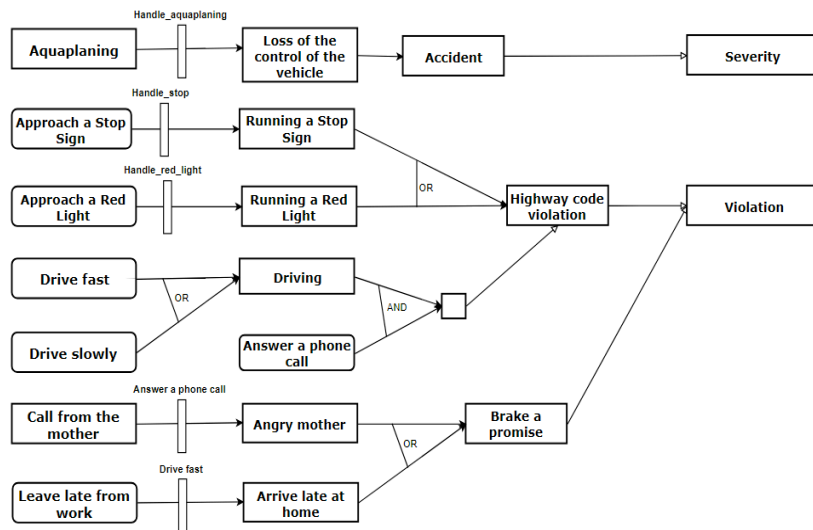 Handle_aquaplaning
Aquaplaning
Loss of the
control of the
vehicle
Accident
Severity
Handle_stop
Approach a Stop
Sign
Running a Stop
Sign
Handle_red_light
OR
Approach a Red
Light
Running a Red
Light
Highway code
violation
Violation
Drive fast
OR
Driving
AND
Drive slowly
Answer a phone
call
Answer a phone call
Call from the
mother
Angry mother
OR
Brake a
promise
Drive fast
Leave late from
work
Arrive late at
home